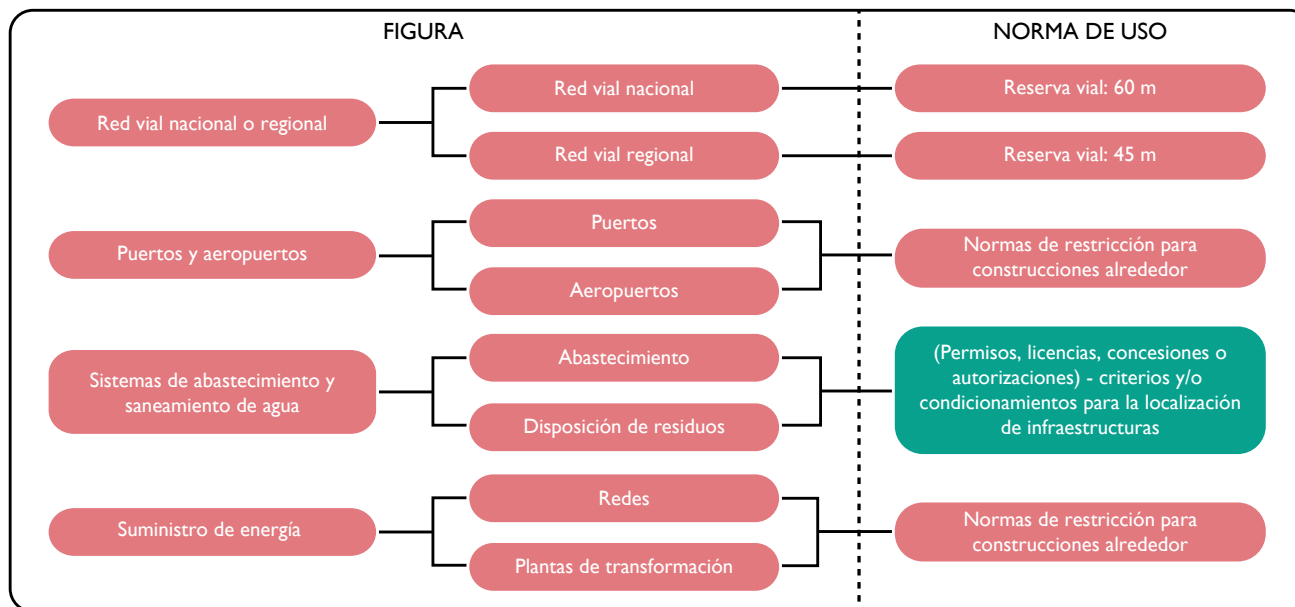 FIGURA
NORMA DE USO
Red vial nacional o regional
Red vial nacional
Reserva vial: 60 m
Red vial regional
Reserva vial: 45 m
Puertos y aeropuertos
Puertos
Aeropuertos
Normas de restricción para
construcciones alrededor
Sistemas de abastecimiento y
saneamiento de agua
Abastecimiento
Disposición de residuos
(Permisos, licencias, concesiones o
autorizaciones) - criterios y/o
condicionamientos para la localización
de infraestructuras
Suministro de energía
Redes
Plantas de transformación
Normas de restricción para
construcciones alrededor